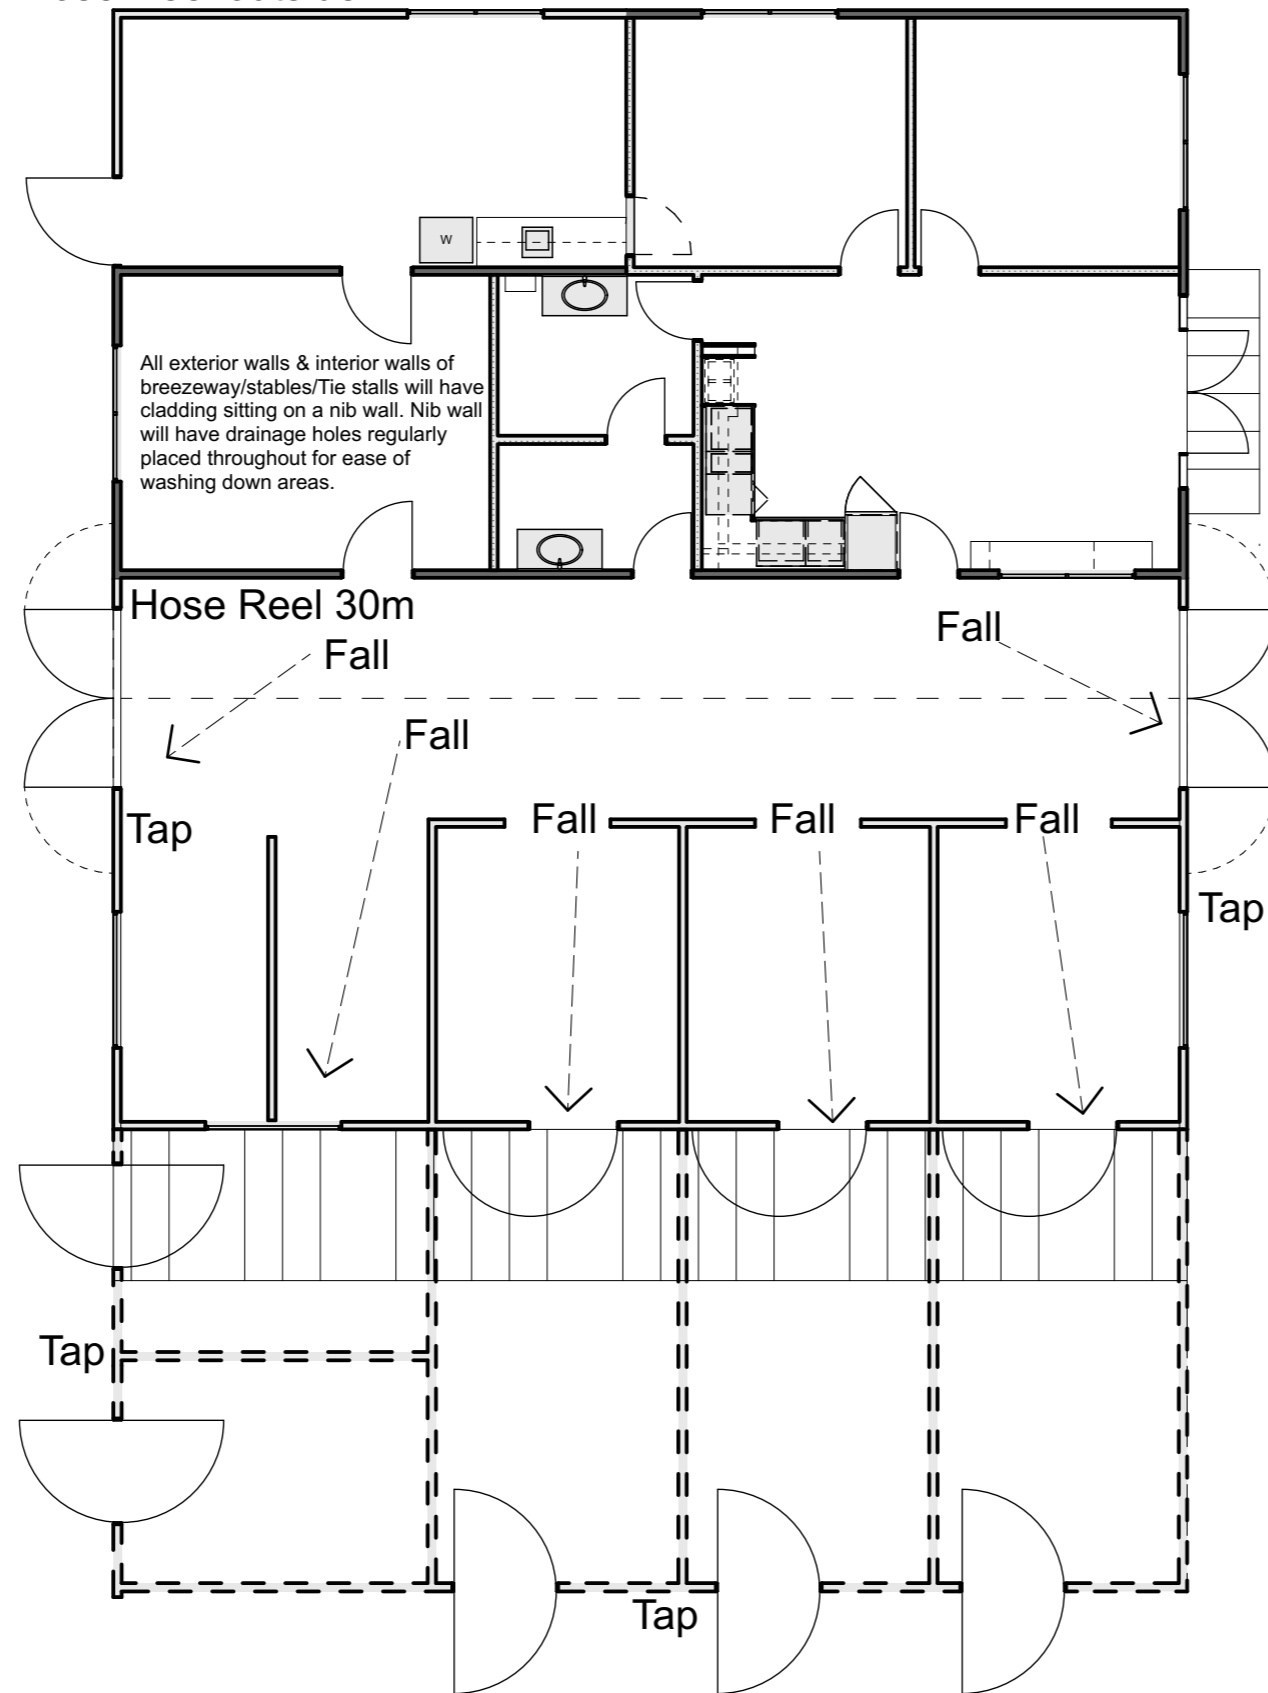 W
All exterior walls & interior walls of
breezeway/stables/Tie stalls will have
cladding sitting on a nib wall. Nib wall
will have drainage holes regularly
placed throughout for ease of
washing down areas.
Hose Reel 30m
Fall
Fall
Fall
Tap
Fall
Fall
Fall
Tap
Tap
Tap